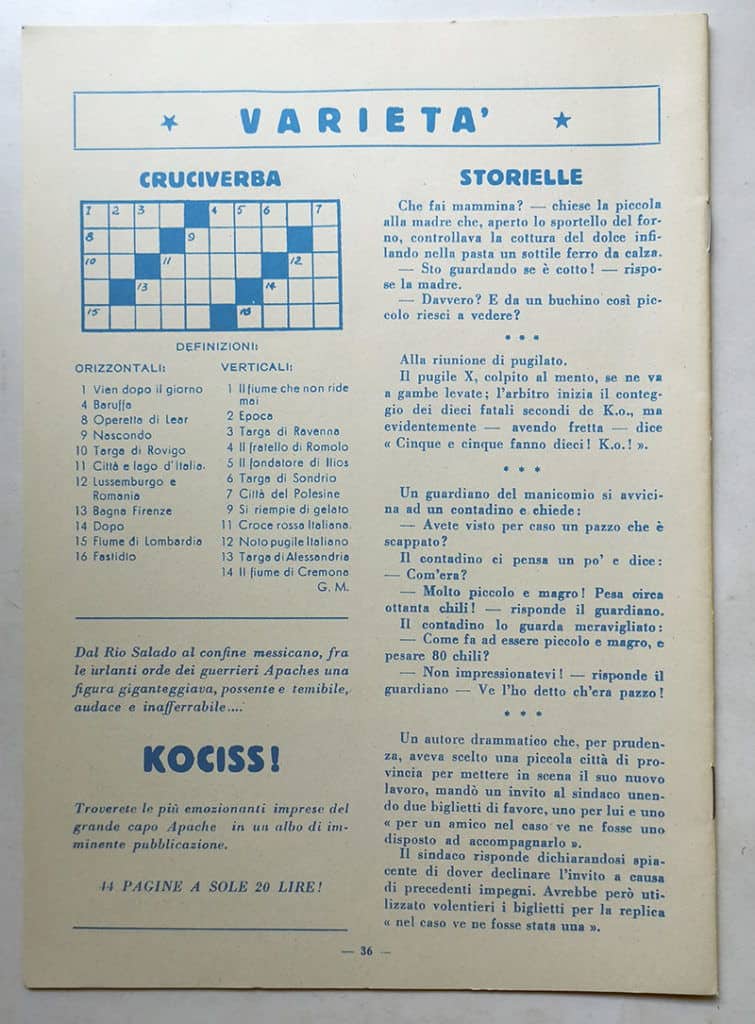 VARIETA'
CRUCIVERBA
1 2 3 4 5 6 7
8 9
10 11 12
13 14
15 16
DEFINIZIONI:
ORIZZONTALI:
1 Vien dopo il giorno
4 Baruffa
8 Operetta di Lear
9 Nascondo
10 Targa di Rovigo
11 Città e lago d'Italia.
12 Lussemburgo e
Romania
13 Bagna Firenze
14 Dopo
15 Fiume di Lombardia
16 Fastidio
VERTICALI:
1 Il fiume che non ride
mai
2 Epoca
3 Targa di Ravenna
4 Il fratello di Romolo
5 Il fondatore di Ilios
6 Targa di Sondrio
7 Città del Polesine
9 Si riempie di gelato
11 Croce rossa Italiana.
12 Noto pugile Italiano
13 Targa di Alessandria
14 Il fiume di Cremona
G. M.
Dal Rio Salado al confine messicano, fra
le urlanti orde dei guerrieri Apaches una
figura giganteggiava, possente e temibile,
audace e inafferrabile....
KOCISS!
Troverete le più emozionanti imprese del
grande capo Apache in un albo di im-
minente pubblicazione.
44 PAGINE A SOLE 20 LIRE!
STORIELLE
Che fai mammina? — chiese la piccola
alla madre che, aperto lo sportello del for-
no, controllava la cottura del dolce infi-
lando nella pasta un sottile ferro da calza.
— Sto guardando se è cotto! — rispo-
se la madre.
— Davvero? E da un buchino così pic-
colo riesci a vedere?
* * *
Alla riunione di pugilato.
Il pugile X, colpito al mento, se ne va
a gambe levate; l'arbitro inizia il conteg-
gio dei dieci fatali secondi de K.o., ma
evidentemente — avendo fretta — dice
« Cinque e cinque fanno dieci! K.o.! ».
* * *
Un guardiano del manicomio si avvici-
na ad un contadino e chiede:
— Avete visto per caso un pazzo che è
scappato?
Il contadino ci pensa un po' e dice:
— Com'era?
— Molto piccolo e magro! Pesa circa
ottanta chili! — risponde il guardiano.
Il contadino lo guarda meravigliato:
— Come fa ad essere piccolo e magro, e
pesare 80 chili?
— Non impressionatevi! — risponde il
guardiano — Ve l'ho detto ch'era pazzo!
* * *
Un autore drammatico che, per pruden-
za, aveva scelto una piccola città di pro-
vincia per mettere in scena il suo nuovo
lavoro, mandò un invito al sindaco unen-
do due biglietti di favore, uno per lui e uno
« per un amico nel caso ve ne fosse uno
disposto ad accompagnarlo ».
Il sindaco risponde dichiarandosi spia-
cente di dover declinare l'invito a causa
di precedenti impegni. Avrebbe però uti-
lizzato volentieri i biglietti per la replica
« nel caso ve ne fosse stata una ».
— 36 —